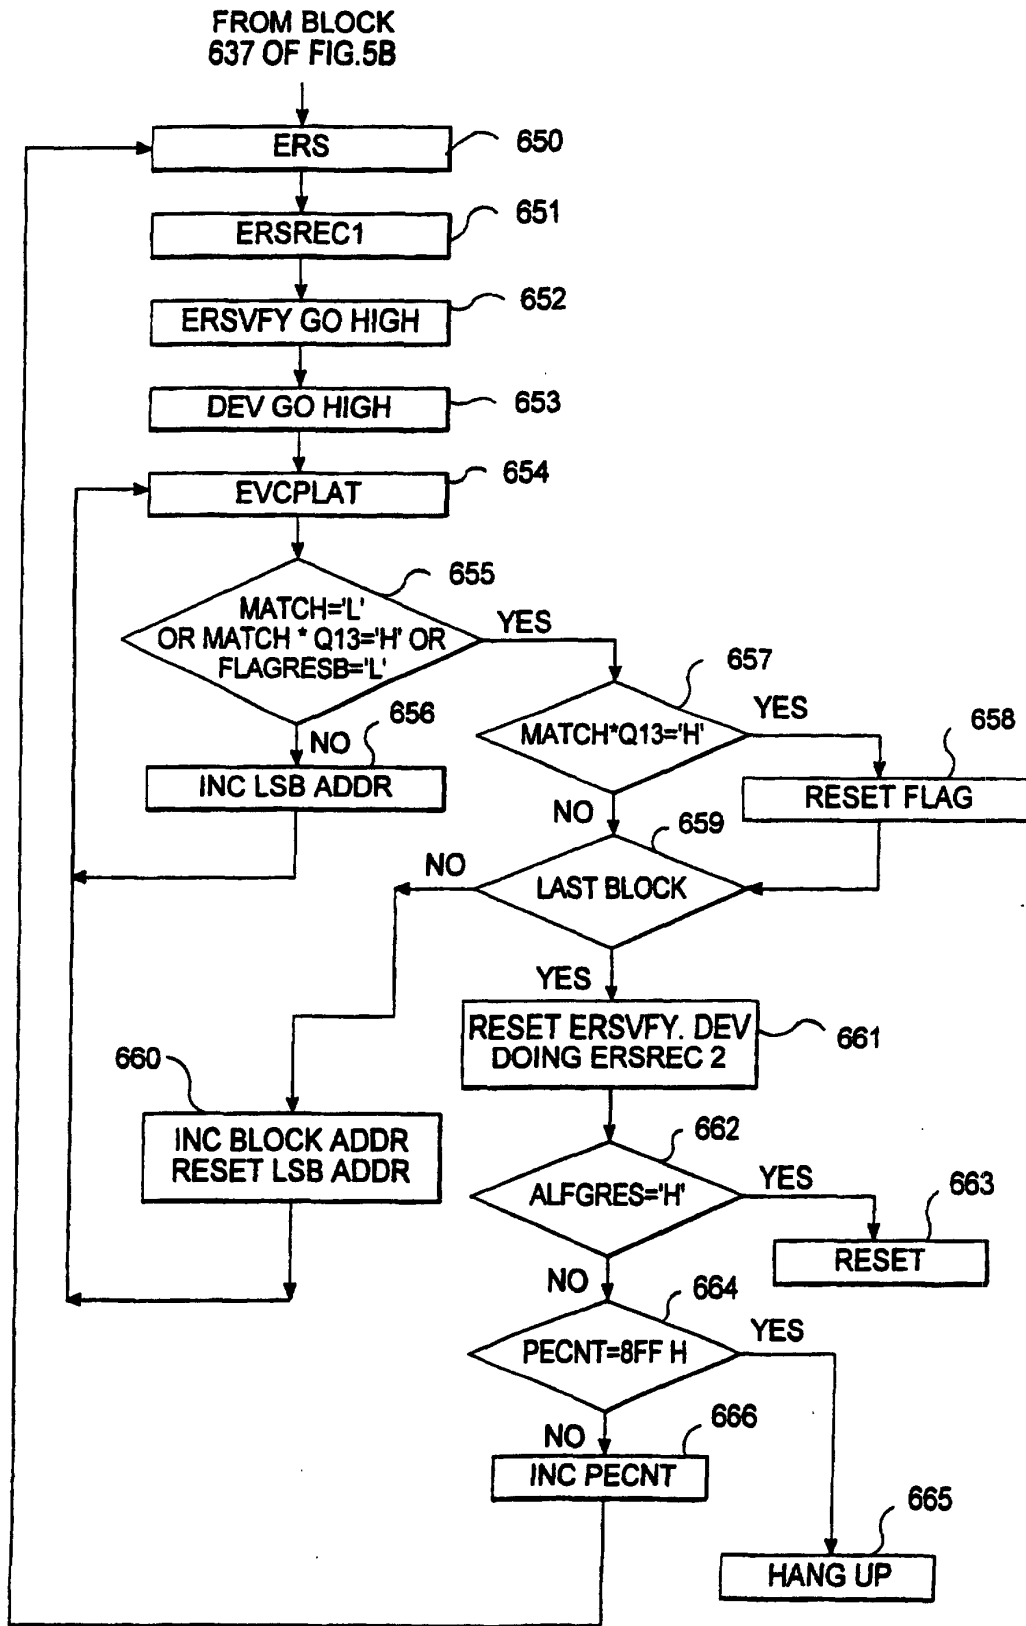 FROM BLOCK
637 OF FIG.5B
ERS
650
ERSREC1
651
ERSVFY GO HIGH
652
DEV GO HIGH
653
EVCPLAT
654
655
MATCH='L'
OR MATCH * Q13='H' OR
FLAGRESB='L'
YES
NO
656
INC LSB ADDR
657
MATCH*Q13='H'
YES
NO
658
RESET FLAG
659
LAST BLOCK
NO
YES
660
INC BLOCK ADDR
RESET LSB ADDR
RESET ERSVFY. DEV
DOING ERSREC 2
661
662
ALFGRES='H'
YES
NO
663
RESET
664
PECNT=8FF H
YES
NO
666
INC PECNT
665
HANG UP